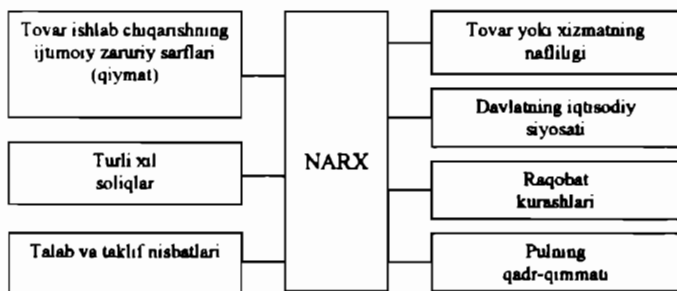 Tovar ishlab chiqarishning
ijtimoiy zaruriy sarflari
(qiymat)
Turli xil
soliqlar
Talab va taklif nisbatlari
NARX
Tovar yoki xizmatning
nafliligi
Davlatning iqtisodiy
siyosati
Raqobat
kurashlari
Pulning
qadr-qimmati